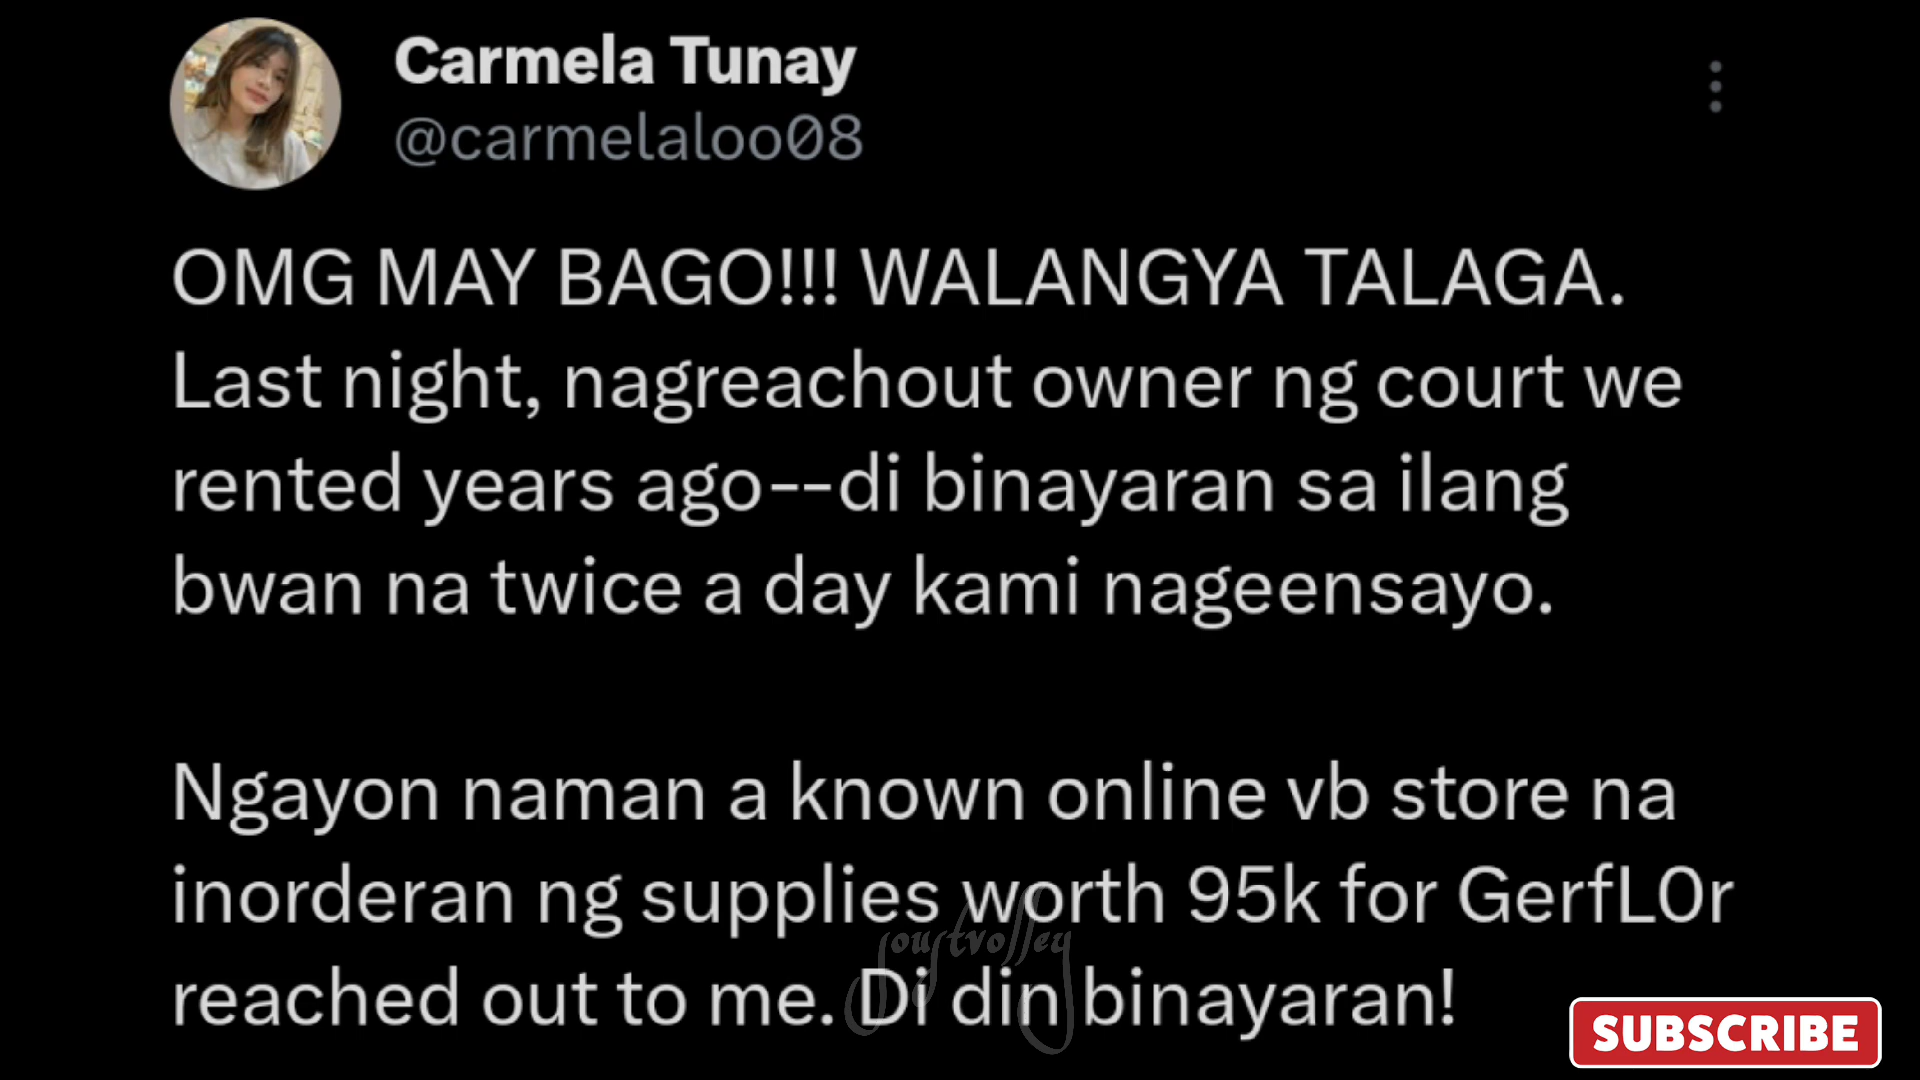 Carmela Tunay
@carmelaloo08
OMG MAY BAGO!!! WALANGYA TALAGA.
Last night, nagreachout owner ng court we
rented years ago--di binayaran sa ilang
bwan na twice a day kami nageensayo.
Ngayon naman a known online vb store na
inorderan ng supplies worth 95k for GerfL0r
reached out to me. Di din binayaran!
SUBSCRIBE